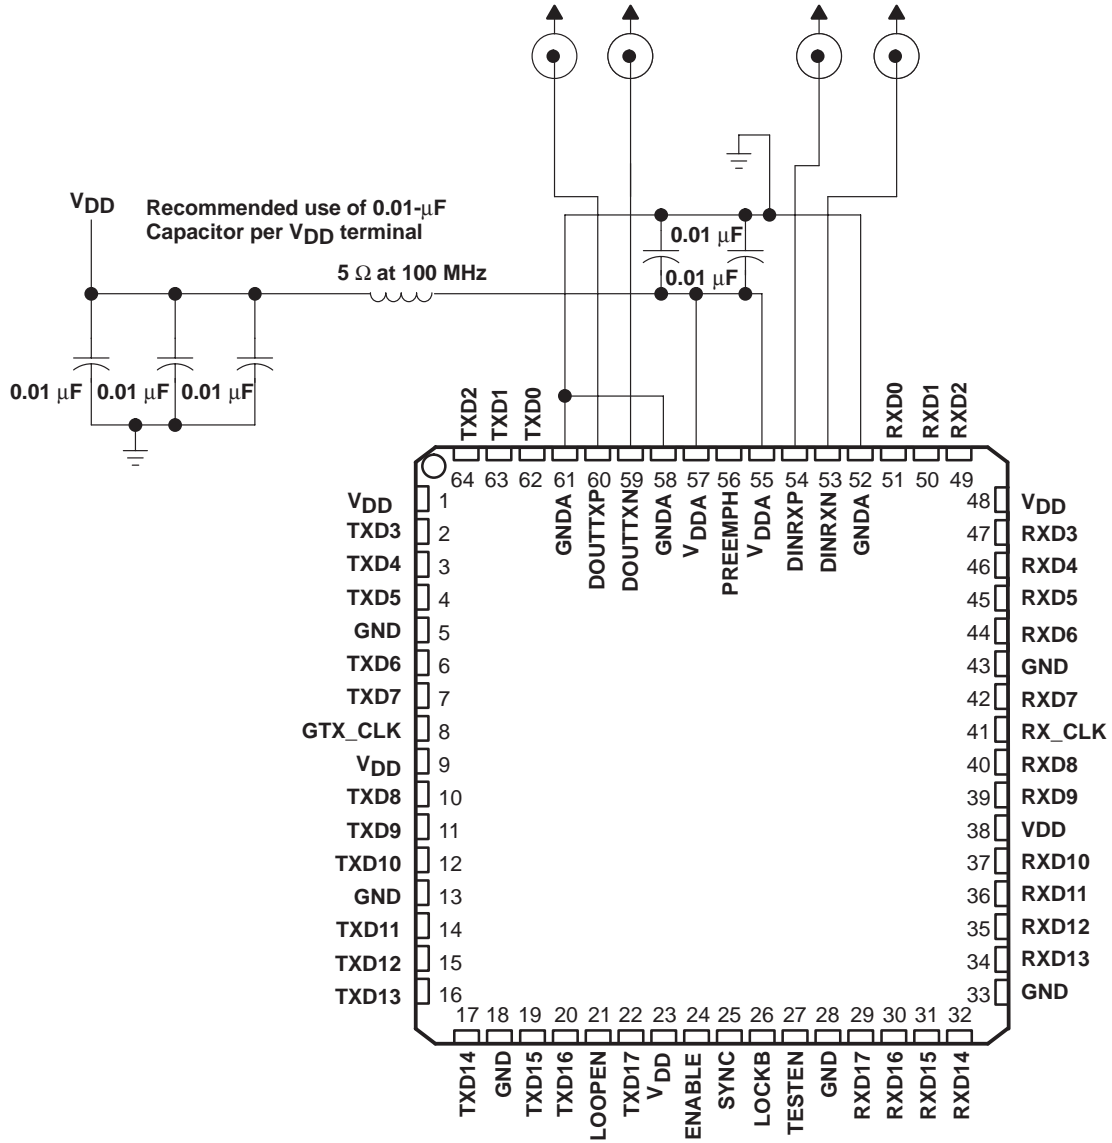 VDD
Recommended use of 0.01-μF
Capacitor per VDD terminal
5 Ω at 100 MHz
0.01 μF
0.01 μF
0.01 μF
0.01 μF
0.01 μF
TXD2
TXD1
TXD0
RXD0
RXD1
RXD2
64
63
62
61
60
59
58
57
56
55
54
53
52
51
50
49
GNDA
DOUTTXP
DOUTTXN
GNDA
VDDA
PREEMPH
VDDA
DINRXP
DINRXN
GNDA
VDD 1
TXD3 2
TXD4 3
TXD5 4
GND 5
TXD6 6
TXD7 7
GTX_CLK 8
VDD 9
TXD8 10
TXD9 11
TXD10 12
GND 13
TXD11 14
TXD12 15
TXD13 16
48 VDD
47 RXD3
46 RXD4
45 RXD5
44 RXD6
43 GND
42 RXD7
41 RX_CLK
40 RXD8
39 RXD9
38 VDD
37 RXD10
36 RXD11
35 RXD12
34 RXD13
33 GND
17
18
19
20
21
22
23
24
25
26
27
28
29
30
31
32
TXD14
GND
TXD15
TXD16
LOOPEN
TXD17
VDD
ENABLE
SYNC
LOCKB
TESTEN
GND
RXD17
RXD16
RXD15
RXD14